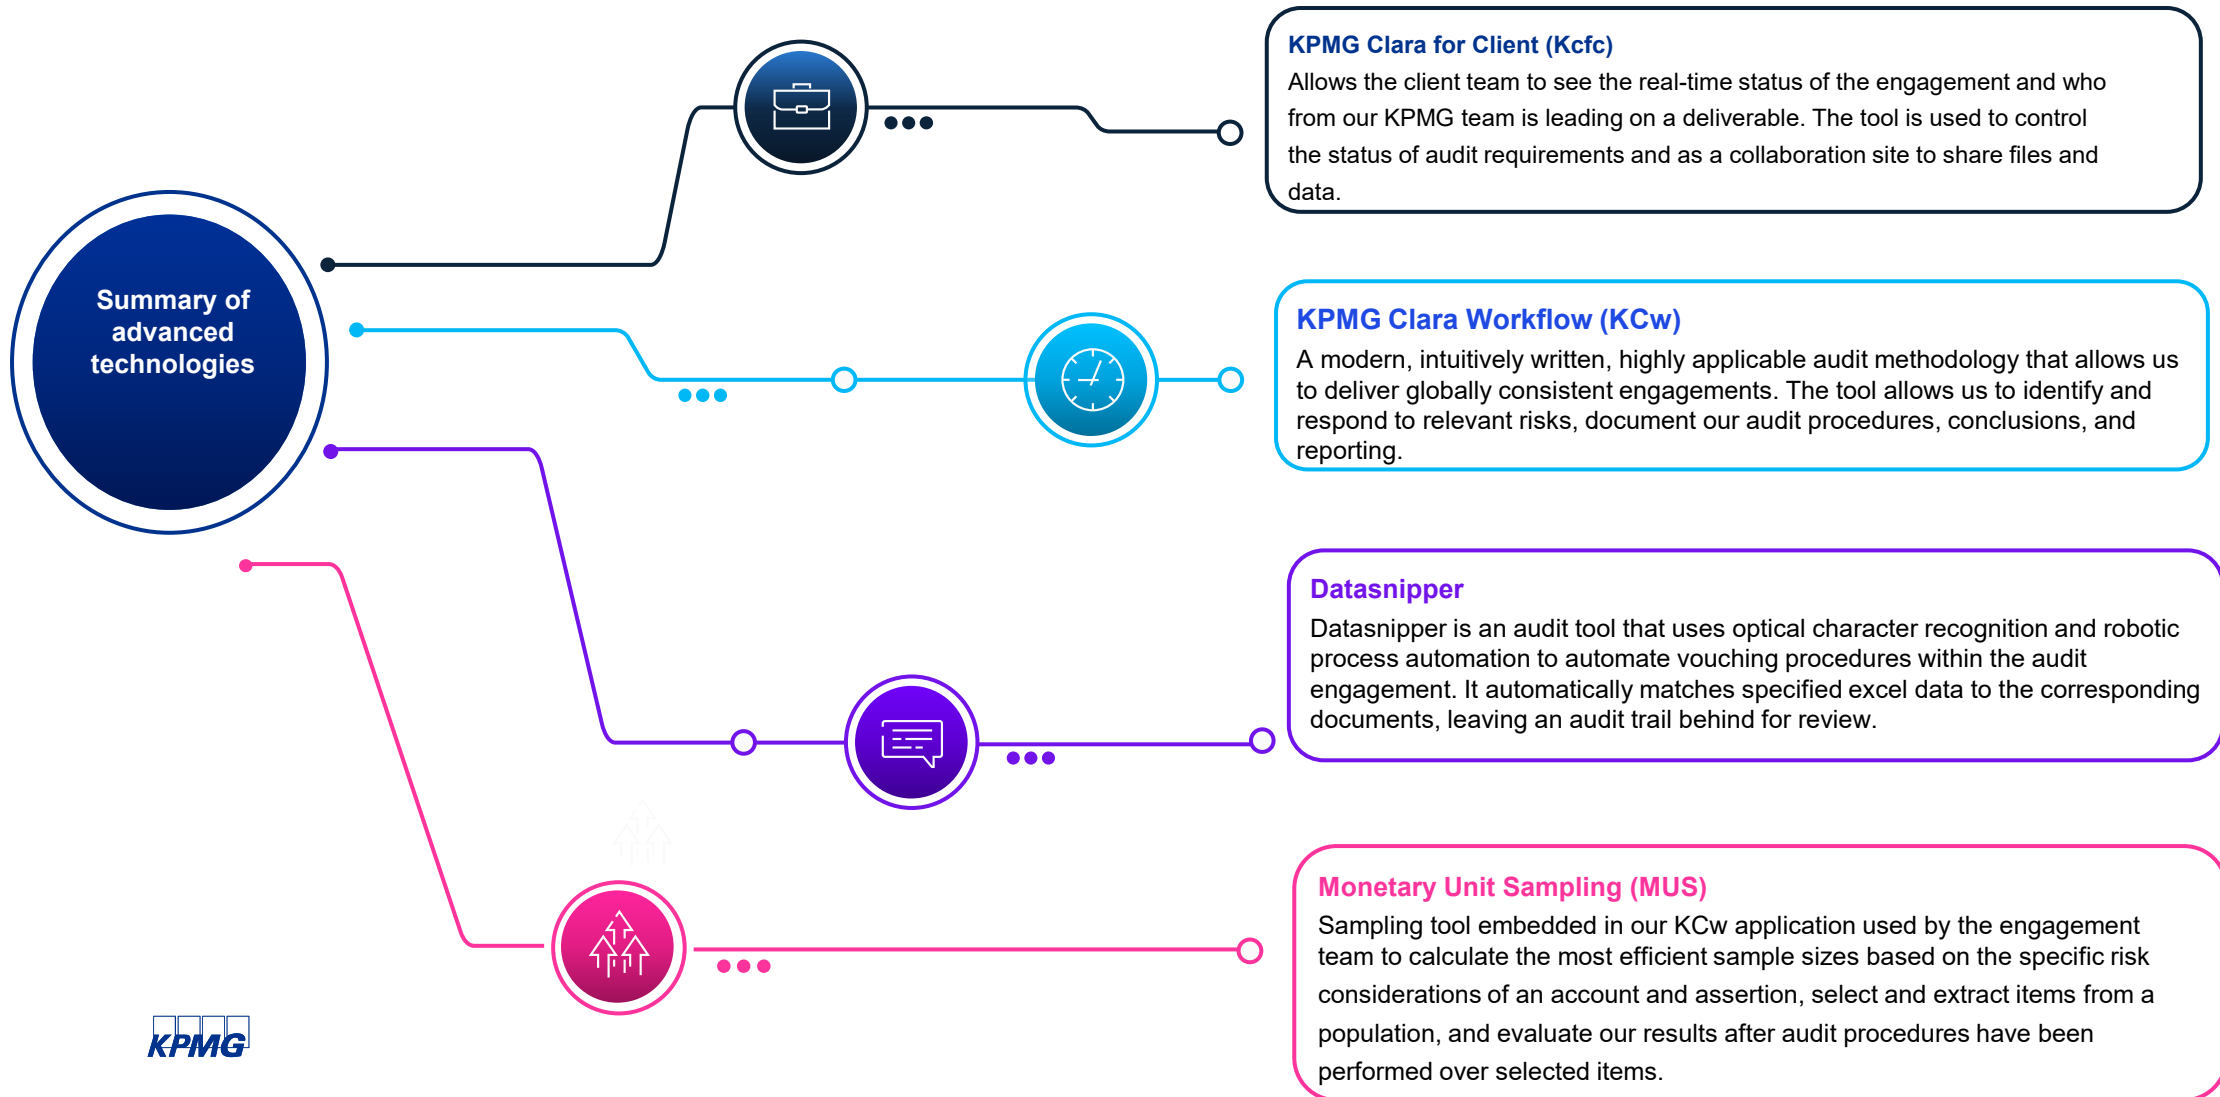 Summary of
advanced
technologies
KPMG Clara for Client (Kcfc)
Allows the client team to see the real-time status of the engagement and who
from our KPMG team is leading on a deliverable. The tool is used to control
the status of audit requirements and as a collaboration site to share files and
data.
KPMG Clara Workflow (KCw)
A modern, intuitively written, highly applicable audit methodology that allows us
to deliver globally consistent engagements. The tool allows us to identify and
respond to relevant risks, document our audit procedures, conclusions, and
reporting.
Datasnipper
Datasnipper is an audit tool that uses optical character recognition and robotic
process automation to automate vouching procedures within the audit
engagement. It automatically matches specified excel data to the corresponding
documents, leaving an audit trail behind for review.
Monetary Unit Sampling (MUS)
Sampling tool embedded in our KCw application used by the engagement
team to calculate the most efficient sample sizes based on the specific risk
considerations of an account and assertion, select and extract items from a
population, and evaluate our results after audit procedures have been
performed over selected items.
KPMG